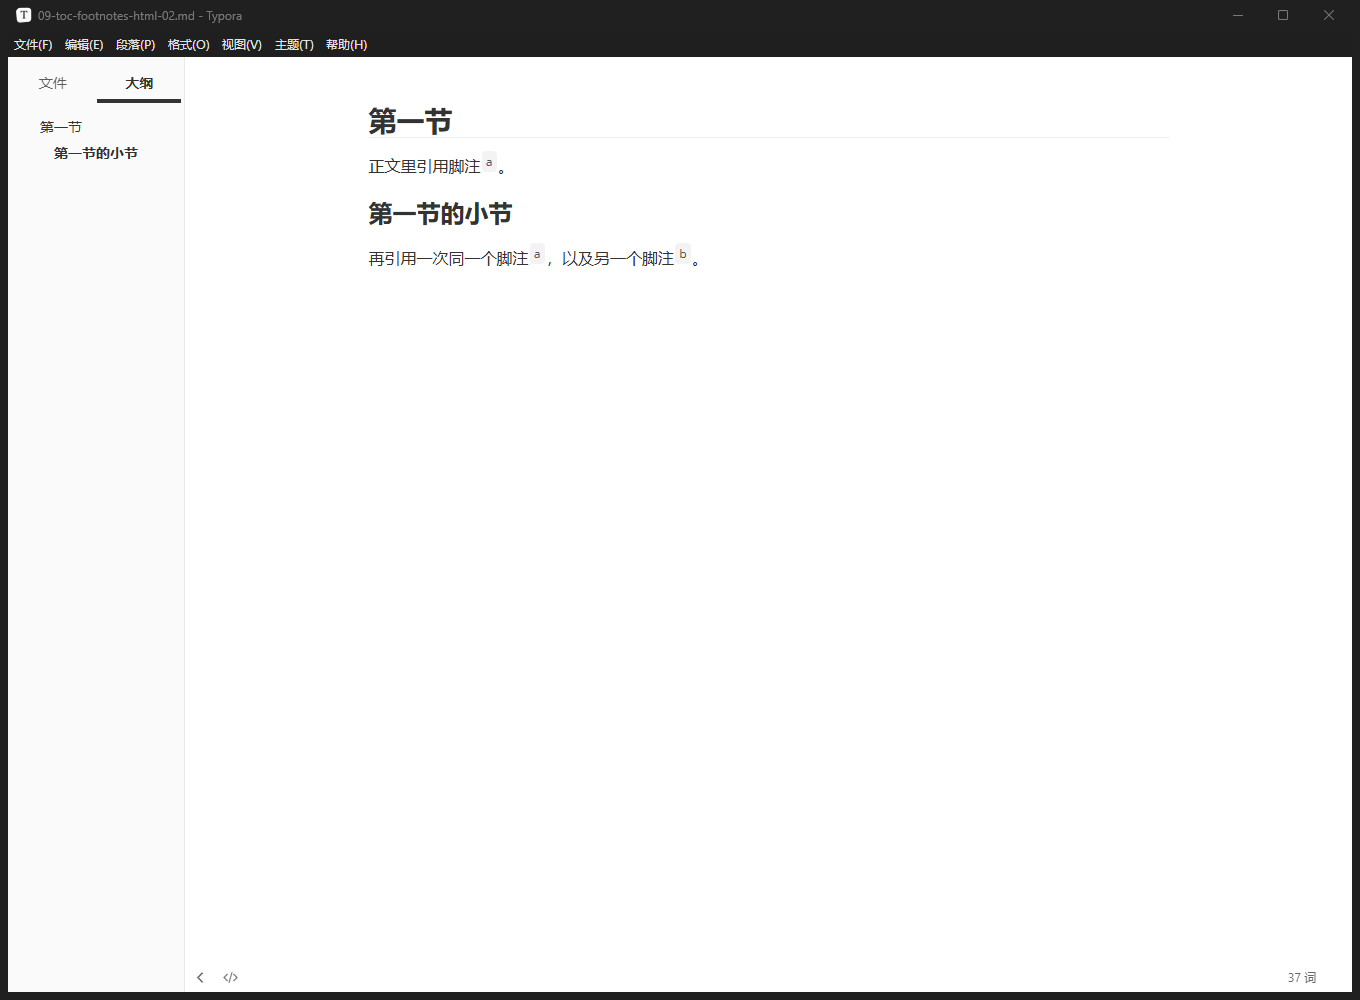 T 09-toc-footnotes-html-02.md - Typora
文件(F) 编辑(E) 段落(P) 格式(O) 视图(V) 主题(T) 帮助(H)
文件 大纲
第一节
第一节的小节
第一节
正文里引用脚注a。
第一节的小节
再引用一次同一个脚注a，以及另一个脚注b。
</> 37 词